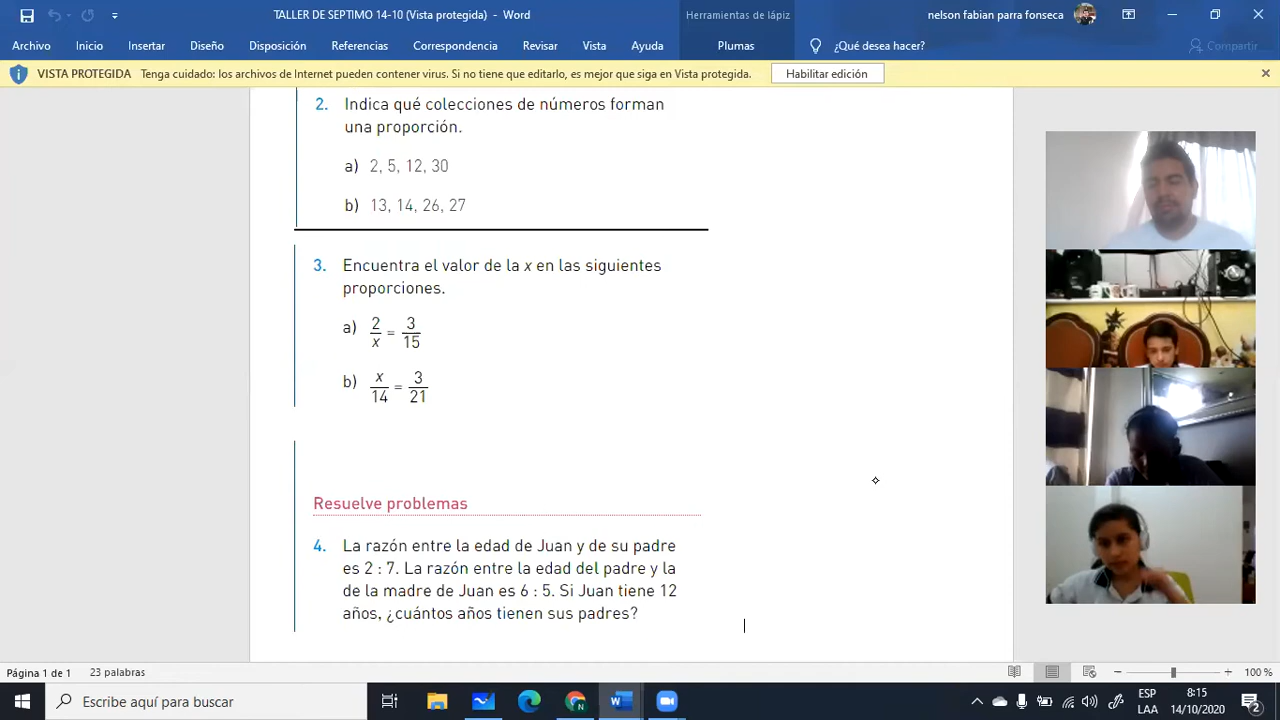 TALLER DE SEPTIMO 14-10 (Vista protegida) - Word
Herramientas de lápiz
nelson fabian parra fonseca
Archivo Inicio Insertar Diseño Disposición Referencias Correspondencia Revisar Vista Ayuda Plumas ¿Qué desea hacer? Compartir
VISTA PROTEGIDA Tenga cuidado: los archivos de Internet pueden contener virus. Si no tiene que editarlo, es mejor que siga en Vista protegida. Habilitar edición
2. Indica qué colecciones de números forman
una proporción.
a) 2, 5, 12, 30
b) 13, 14, 26, 27
3. Encuentra el valor de la x en las siguientes
proporciones.
a) 2/x = 3/15
b) x/14 = 3/21
Resuelve problemas
4. La razón entre la edad de Juan y de su padre
es 2 : 7. La razón entre la edad del padre y la
de la madre de Juan es 6 : 5. Si Juan tiene 12
años, ¿cuántos años tienen sus padres?
Página 1 de 1 23 palabras 100 %
Escribe aquí para buscar
ESP 8:15
LAA 14/10/2020 2